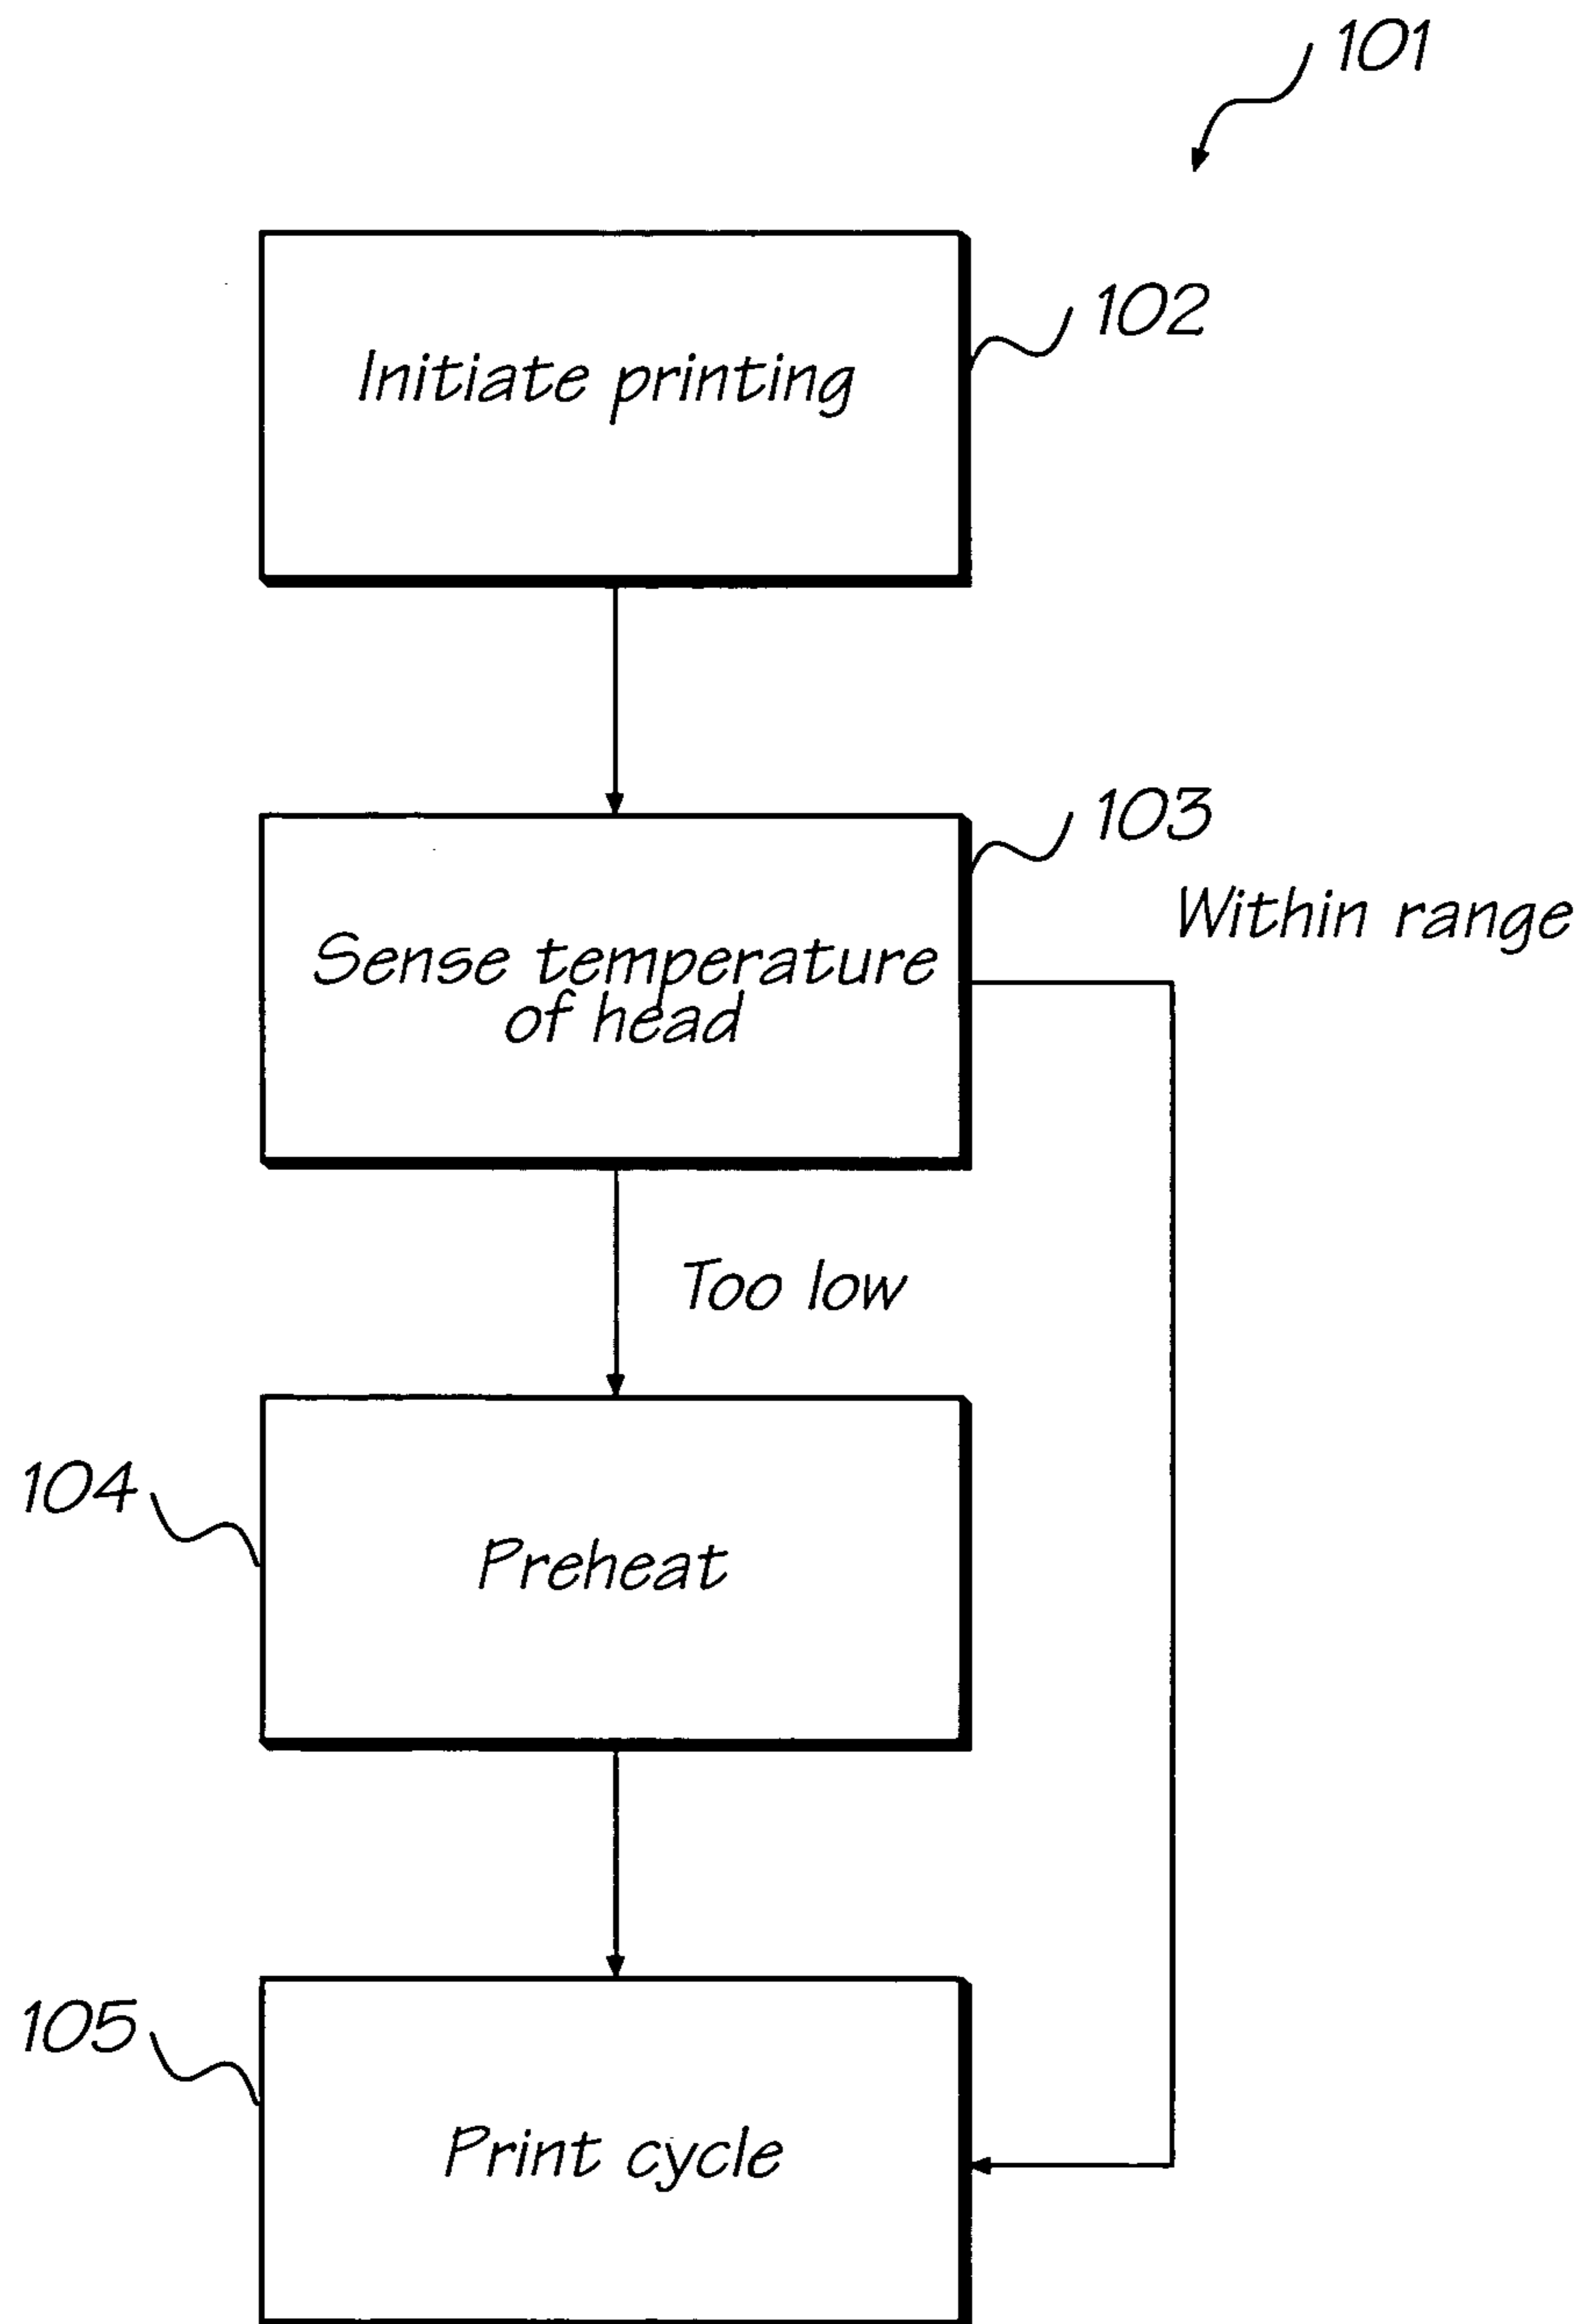 101
Initiate printing
102
103
Within range
Sense temperature
of head
Too low
104
Preheat
105
Print cycle